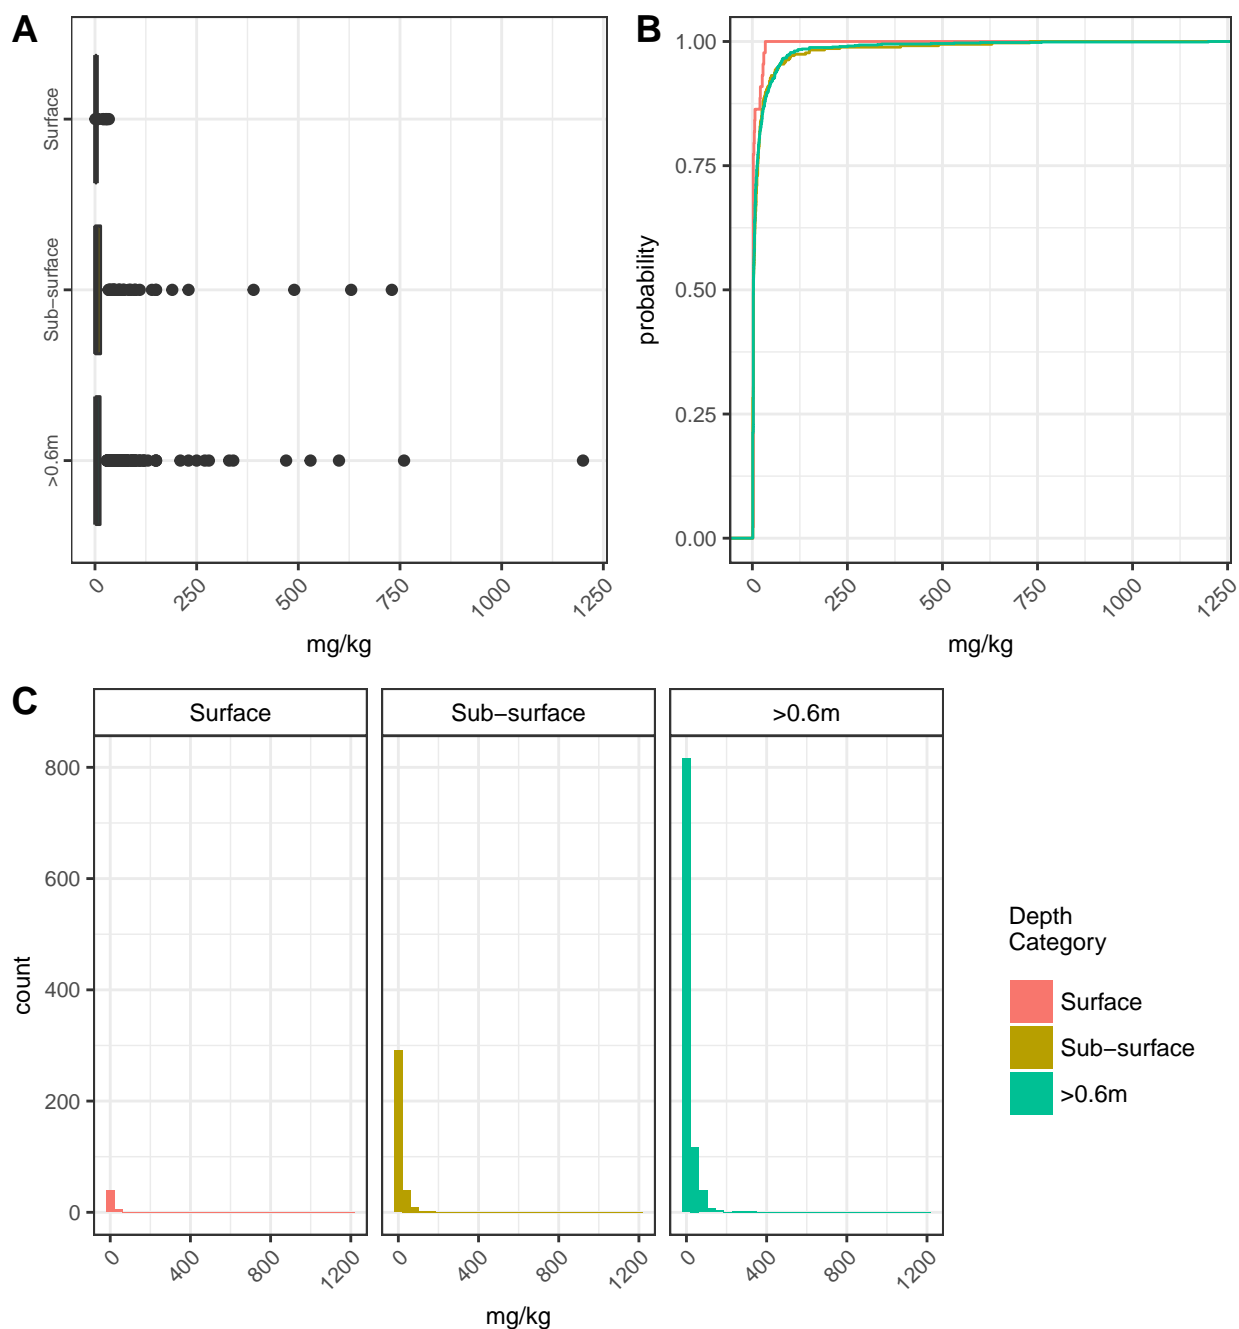 A
Surface
Sub−surface
>0.6m
0
250
500
750
1000
1250
mg/kg
B
1.00
0.75
0.50
0.25
0.00
probability
0
250
500
750
1000
1250
mg/kg
C
Surface
Sub−surface
>0.6m
800
600
400
200
0
count
0
400
800
1200
0
400
800
1200
0
400
800
1200
mg/kg
Depth
Category
Surface
Sub−surface
>0.6m